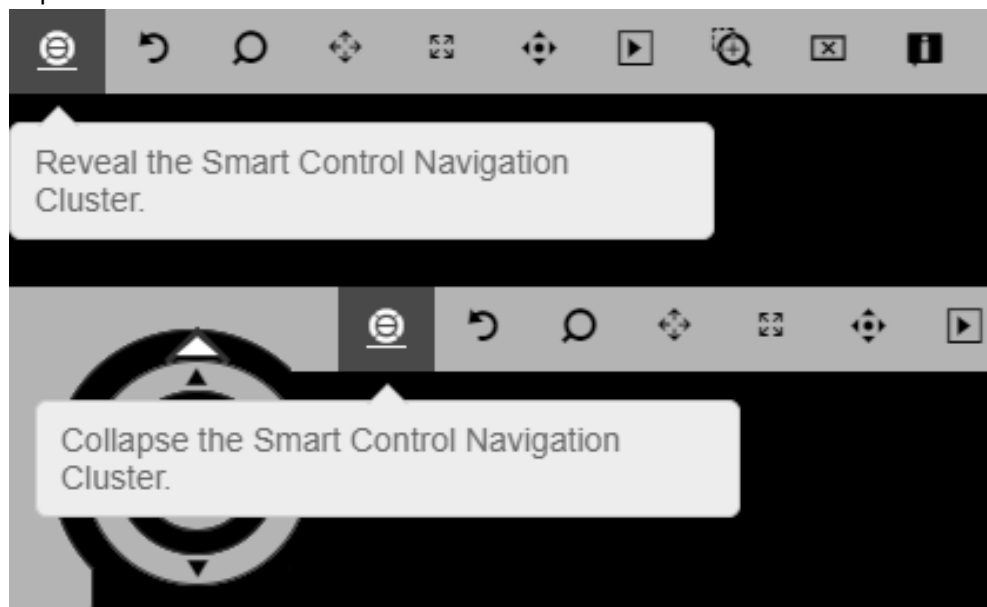 Reveal the Smart Control Navigation
Cluster.
Collapse the Smart Control Navigation
Cluster.